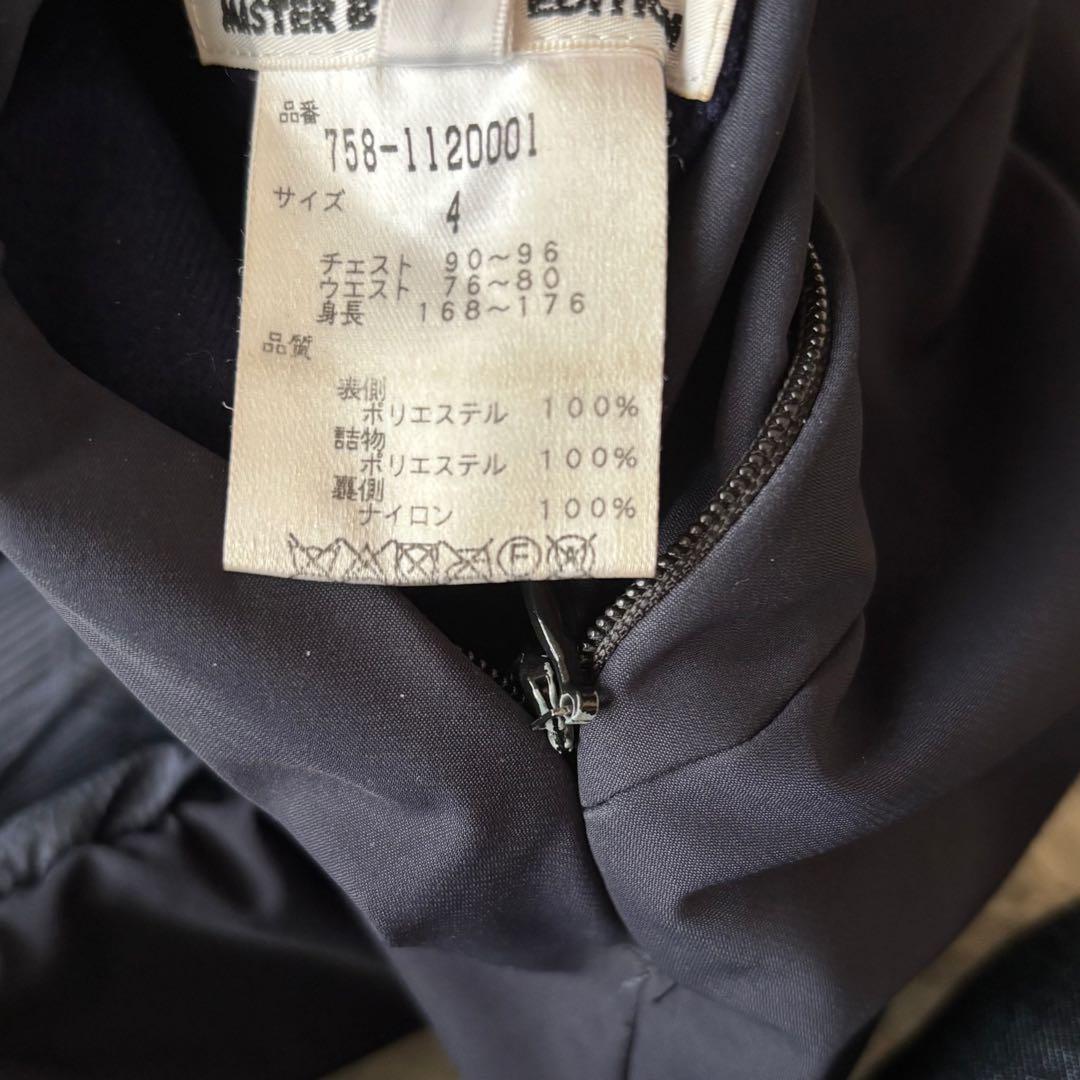 MASTER B EDITION
品番
758-1120001
サイズ 4
チェスト 90～96
ウエスト 76～80
身長 168～176
品質
表側
ポリエステル 100%
詰物
ポリエステル 100%
裏側
ナイロン 100%
F A